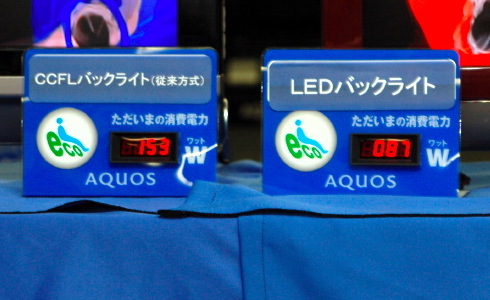 CCFLバックライト(従来方式)
ただいまの消費電力
eco
159
ワット
W
AQUOS
LEDバックライト
ただいまの消費電力
eco
087
ワット
W
AQUOS